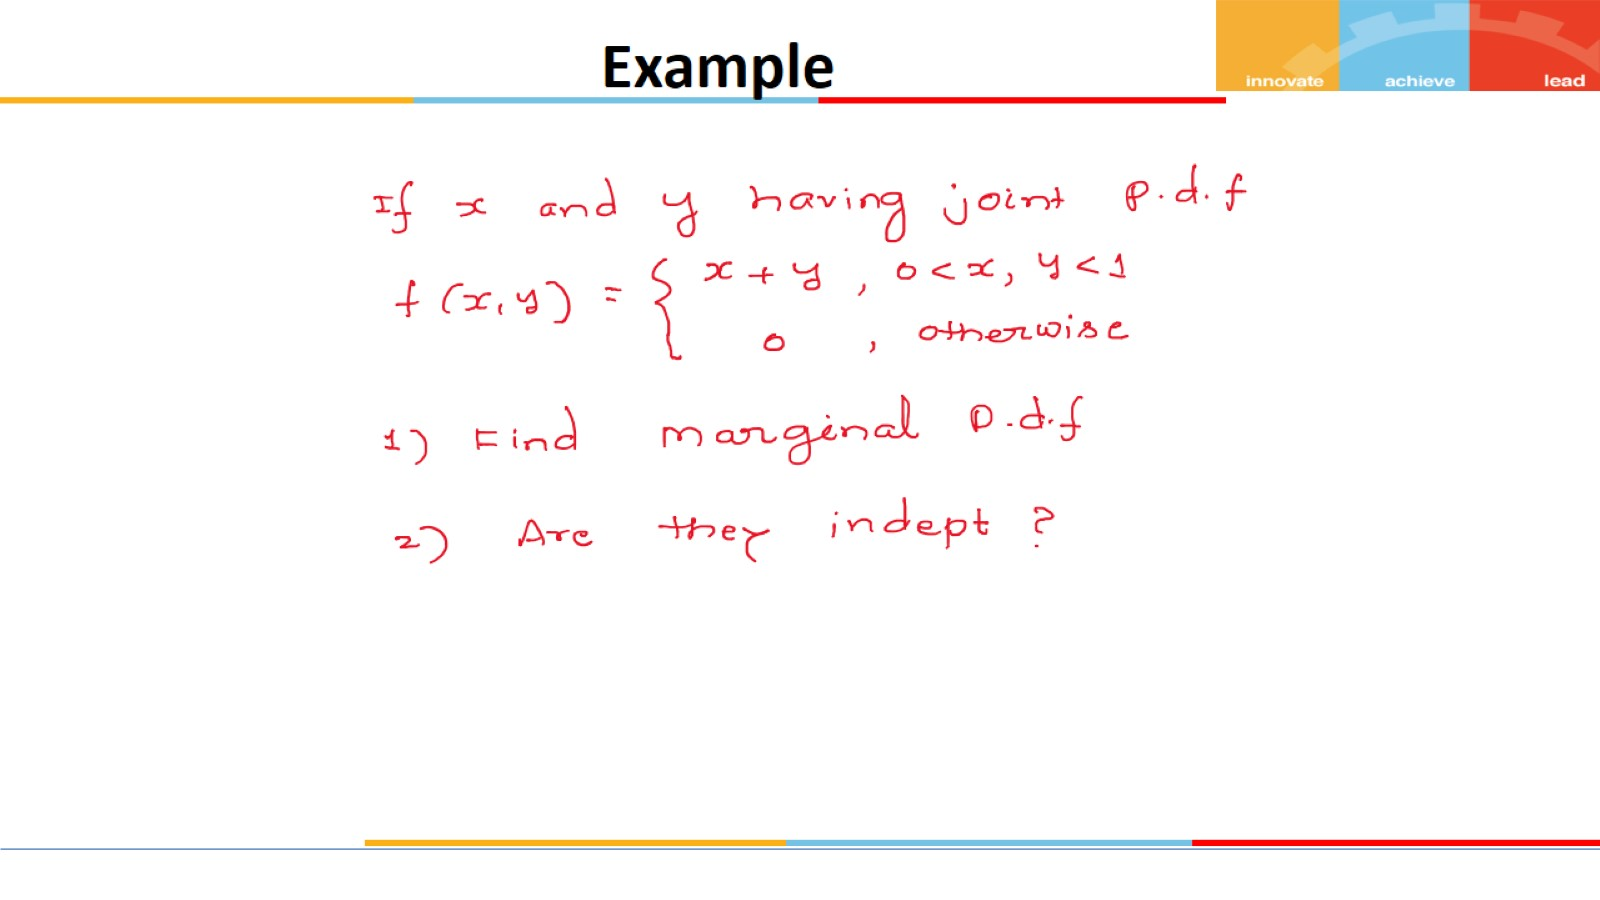 Example
innovate achieve lead
If x and y having joint p.d.f
f(x,y) = { x + y , 0 < x, y < 1
0 , otherwise
1) Find marginal p.d.f
2) Are they indept ?